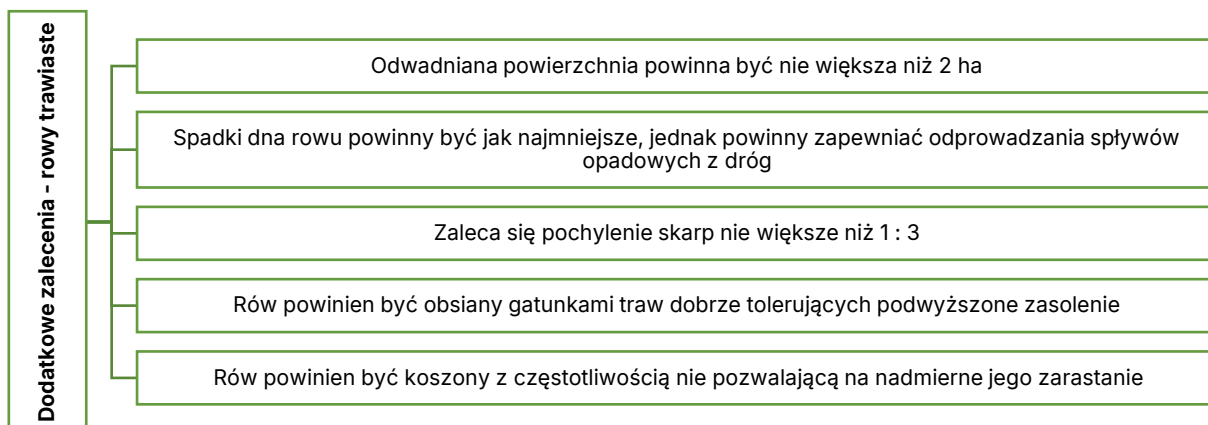 Dodatkowe zalecenia - rowy trawiaste
Odwadniana powierzchnia powinna być nie większa niż 2 ha
Spadki dna rowu powinny być jak najmniejsze, jednak powinny zapewniać odprowadzania spływów
opadowych z dróg
Zaleca się pochylenie skarp nie większe niż 1 : 3
Rów powinien być obsiany gatunkami traw dobrze tolerujących podwyższone zasolenie
Rów powinien być koszony z częstotliwością nie pozwalającą na nadmierne jego zarastanie